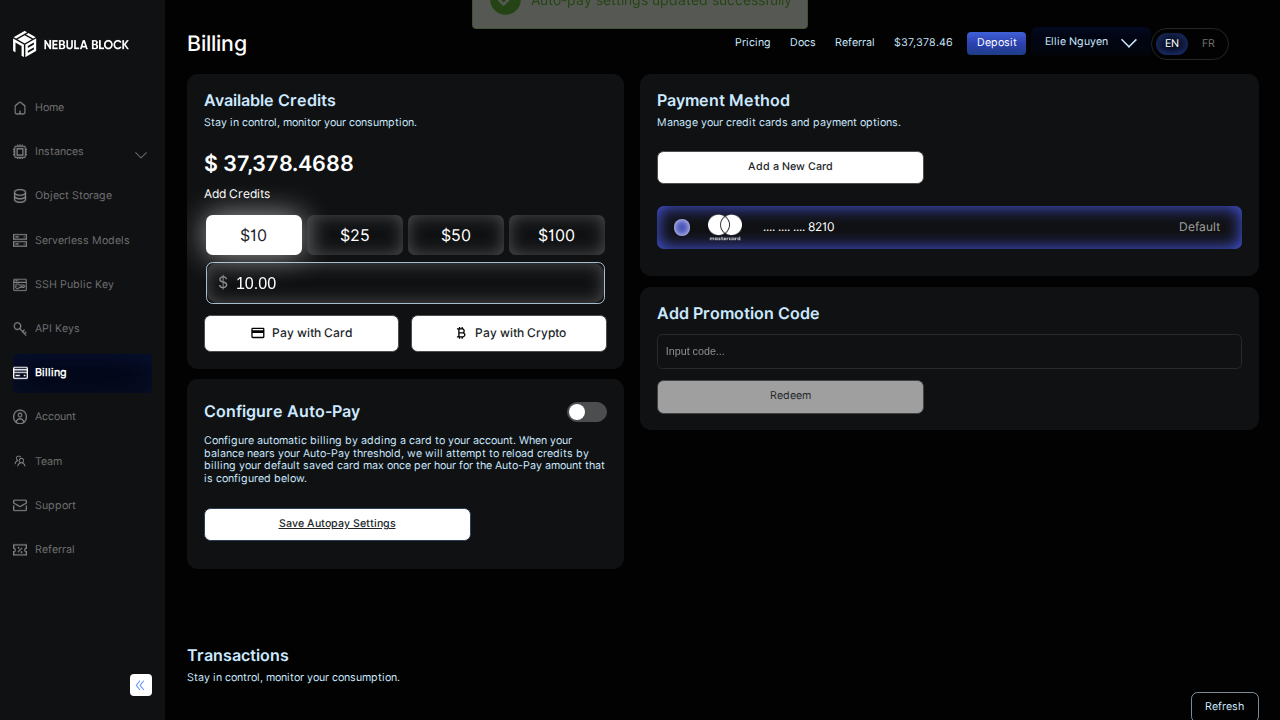 Auto-pay settings updated successfully
NEBULA BLOCK
Billing
Pricing
Docs
Referral
$37,378.46
Deposit
Ellie Nguyen
EN
FR
Home
Instances
Object Storage
Serverless Models
SSH Public Key
API Keys
Billing
Account
Team
Support
Referral
Available Credits
Stay in control, monitor your consumption.
$ 37,378.4688
Add Credits
$10
$25
$50
$100
$ 10.00
Pay with Card
Pay with Crypto
Configure Auto-Pay
Configure automatic billing by adding a card to your account. When your
balance nears your Auto-Pay threshold, we will attempt to reload credits by
billing your default saved card max once per hour for the Auto-Pay amount that
is configured below.
Save Autopay Settings
Payment Method
Manage your credit cards and payment options.
Add a New Card
mastercard
.... .... .... 8210
Default
Add Promotion Code
Input code...
Redeem
Transactions
Stay in control, monitor your consumption.
Refresh